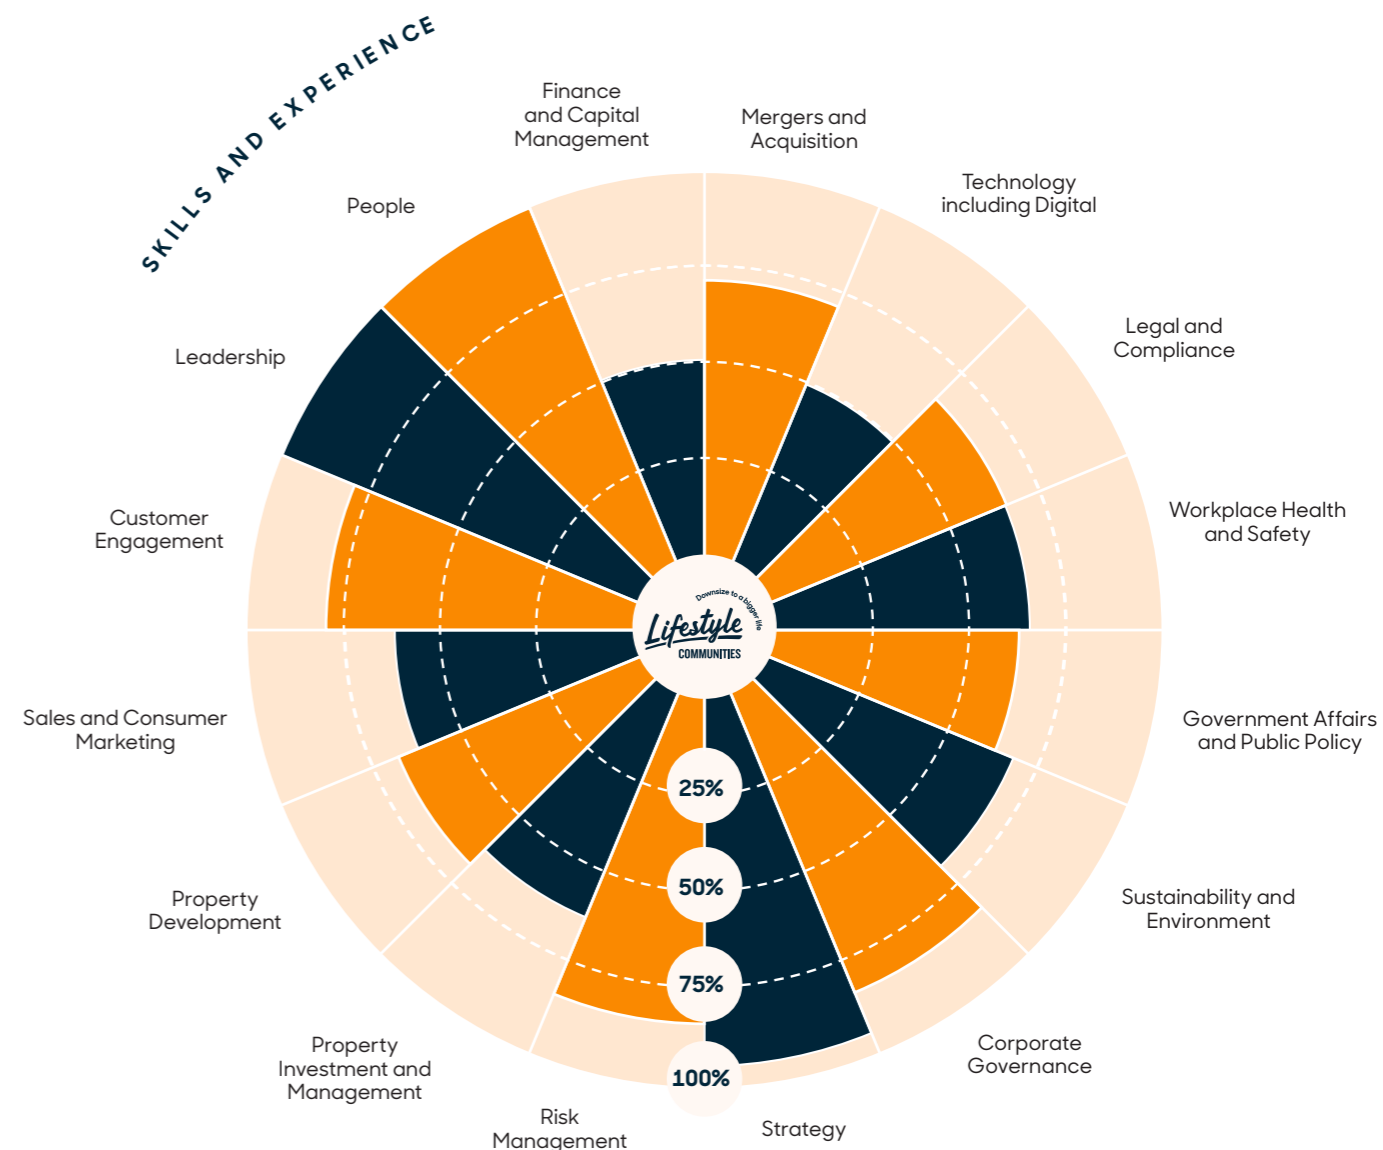 SKILLS AND EXPERIENCE
Finance
and Capital
Management
Mergers and
Acquisition
Technology
including Digital
People
Legal and
Compliance
Leadership
Workplace Health
and Safety
Customer
Engagement
Downsize to a bigger life
Lifestyle
COMMUNITIES
Government Affairs
and Public Policy
Sales and Consumer
Marketing
25%
50%
75%
100%
Sustainability and
Environment
Property
Development
Corporate
Governance
Property
Investment and
Management
Risk
Management
Strategy